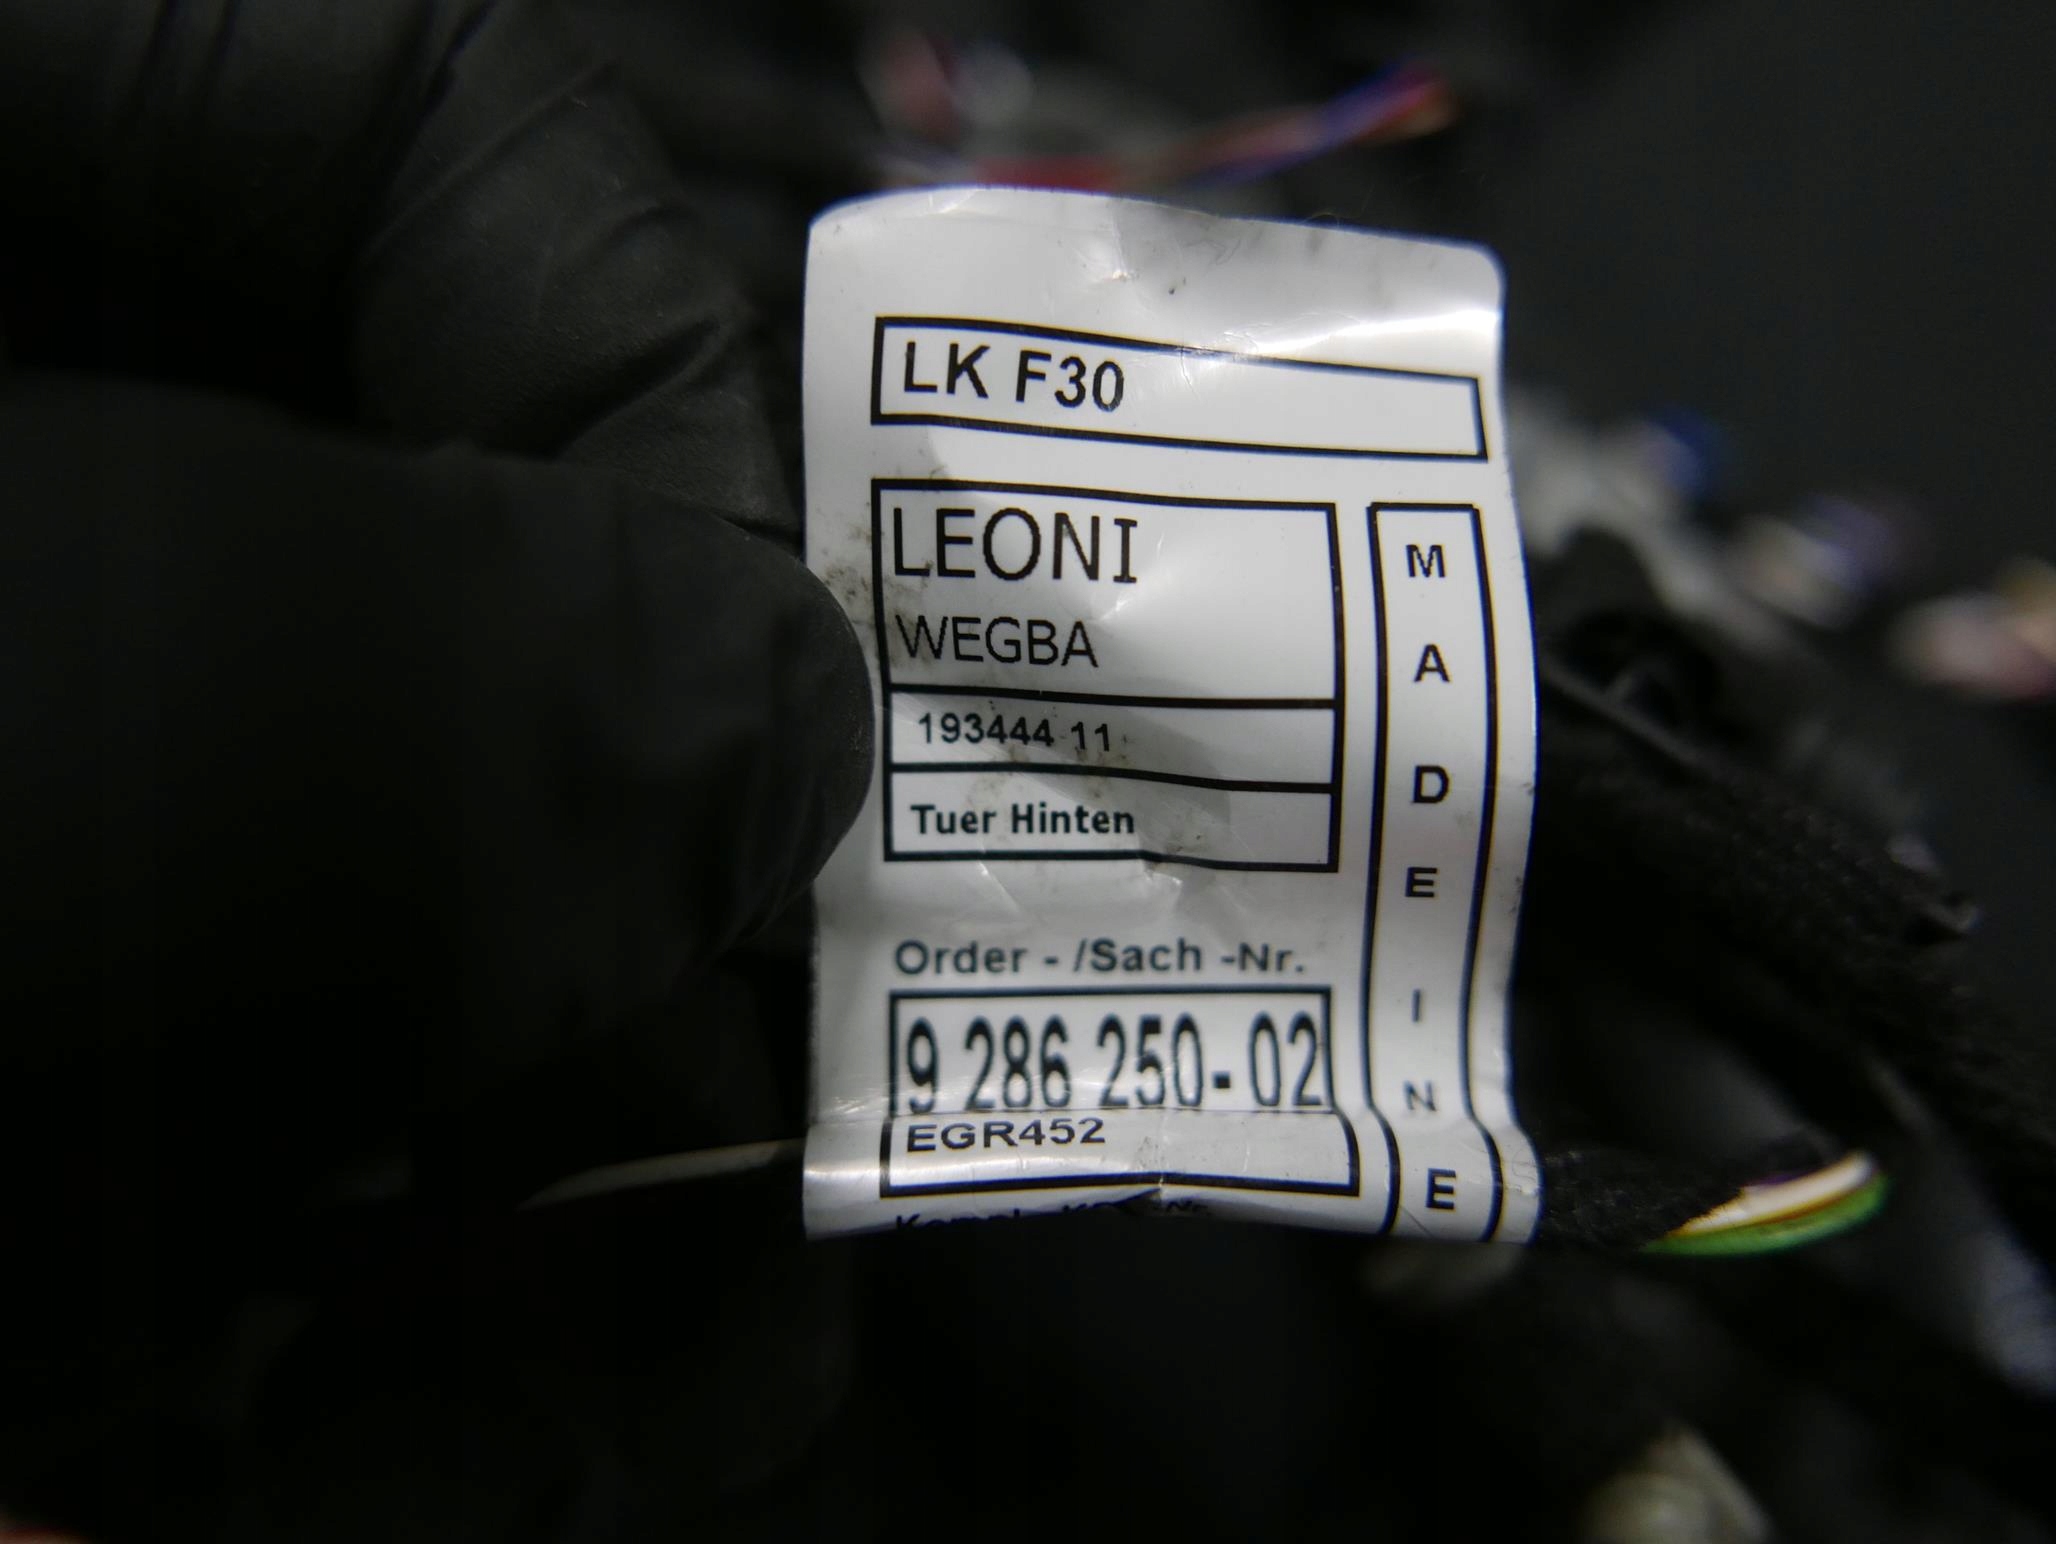 LK F30
LEONI
WEGBA
193444 11
Tuer Hinten
Order - /Sach -Nr.
9 286 250-02
EGR452
MADE IN E